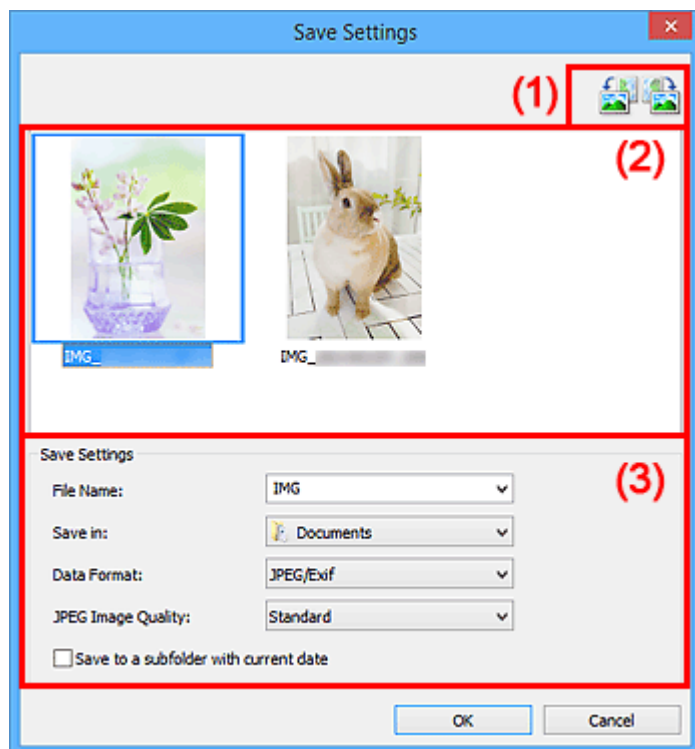 Save Settings
(1)
(2)
IMG_
IMG_
Save Settings
(3)
File Name: IMG
Save in: Documents
Data Format: JPEG/Exif
JPEG Image Quality: Standard
Save to a subfolder with current date
OK Cancel